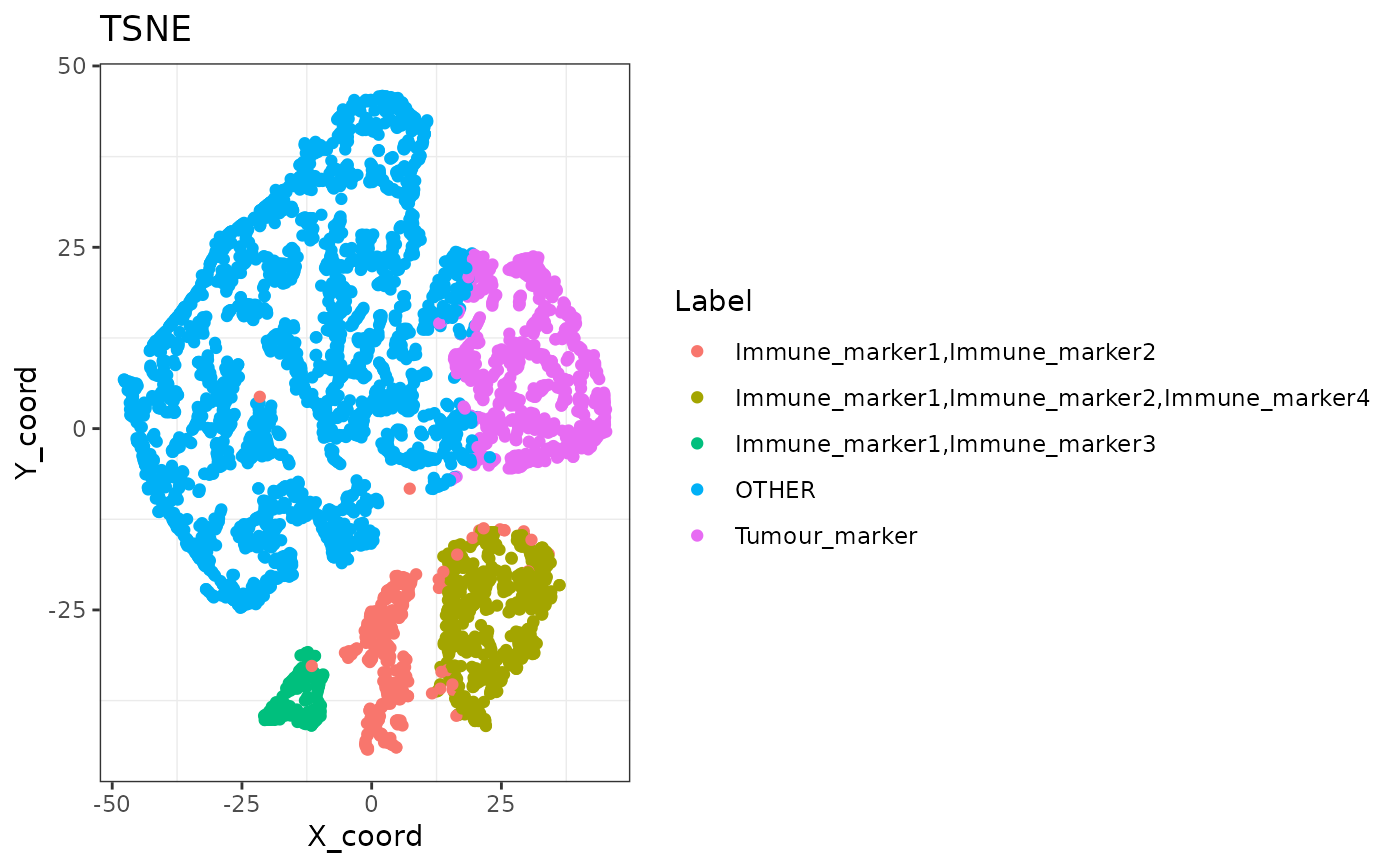 TSNE
50
25
0
-25
Y_coord
-50
-25
0
25
X_coord
Label
Immune_marker1,Immune_marker2
Immune_marker1,Immune_marker2,Immune_marker4
Immune_marker1,Immune_marker3
OTHER
Tumour_marker